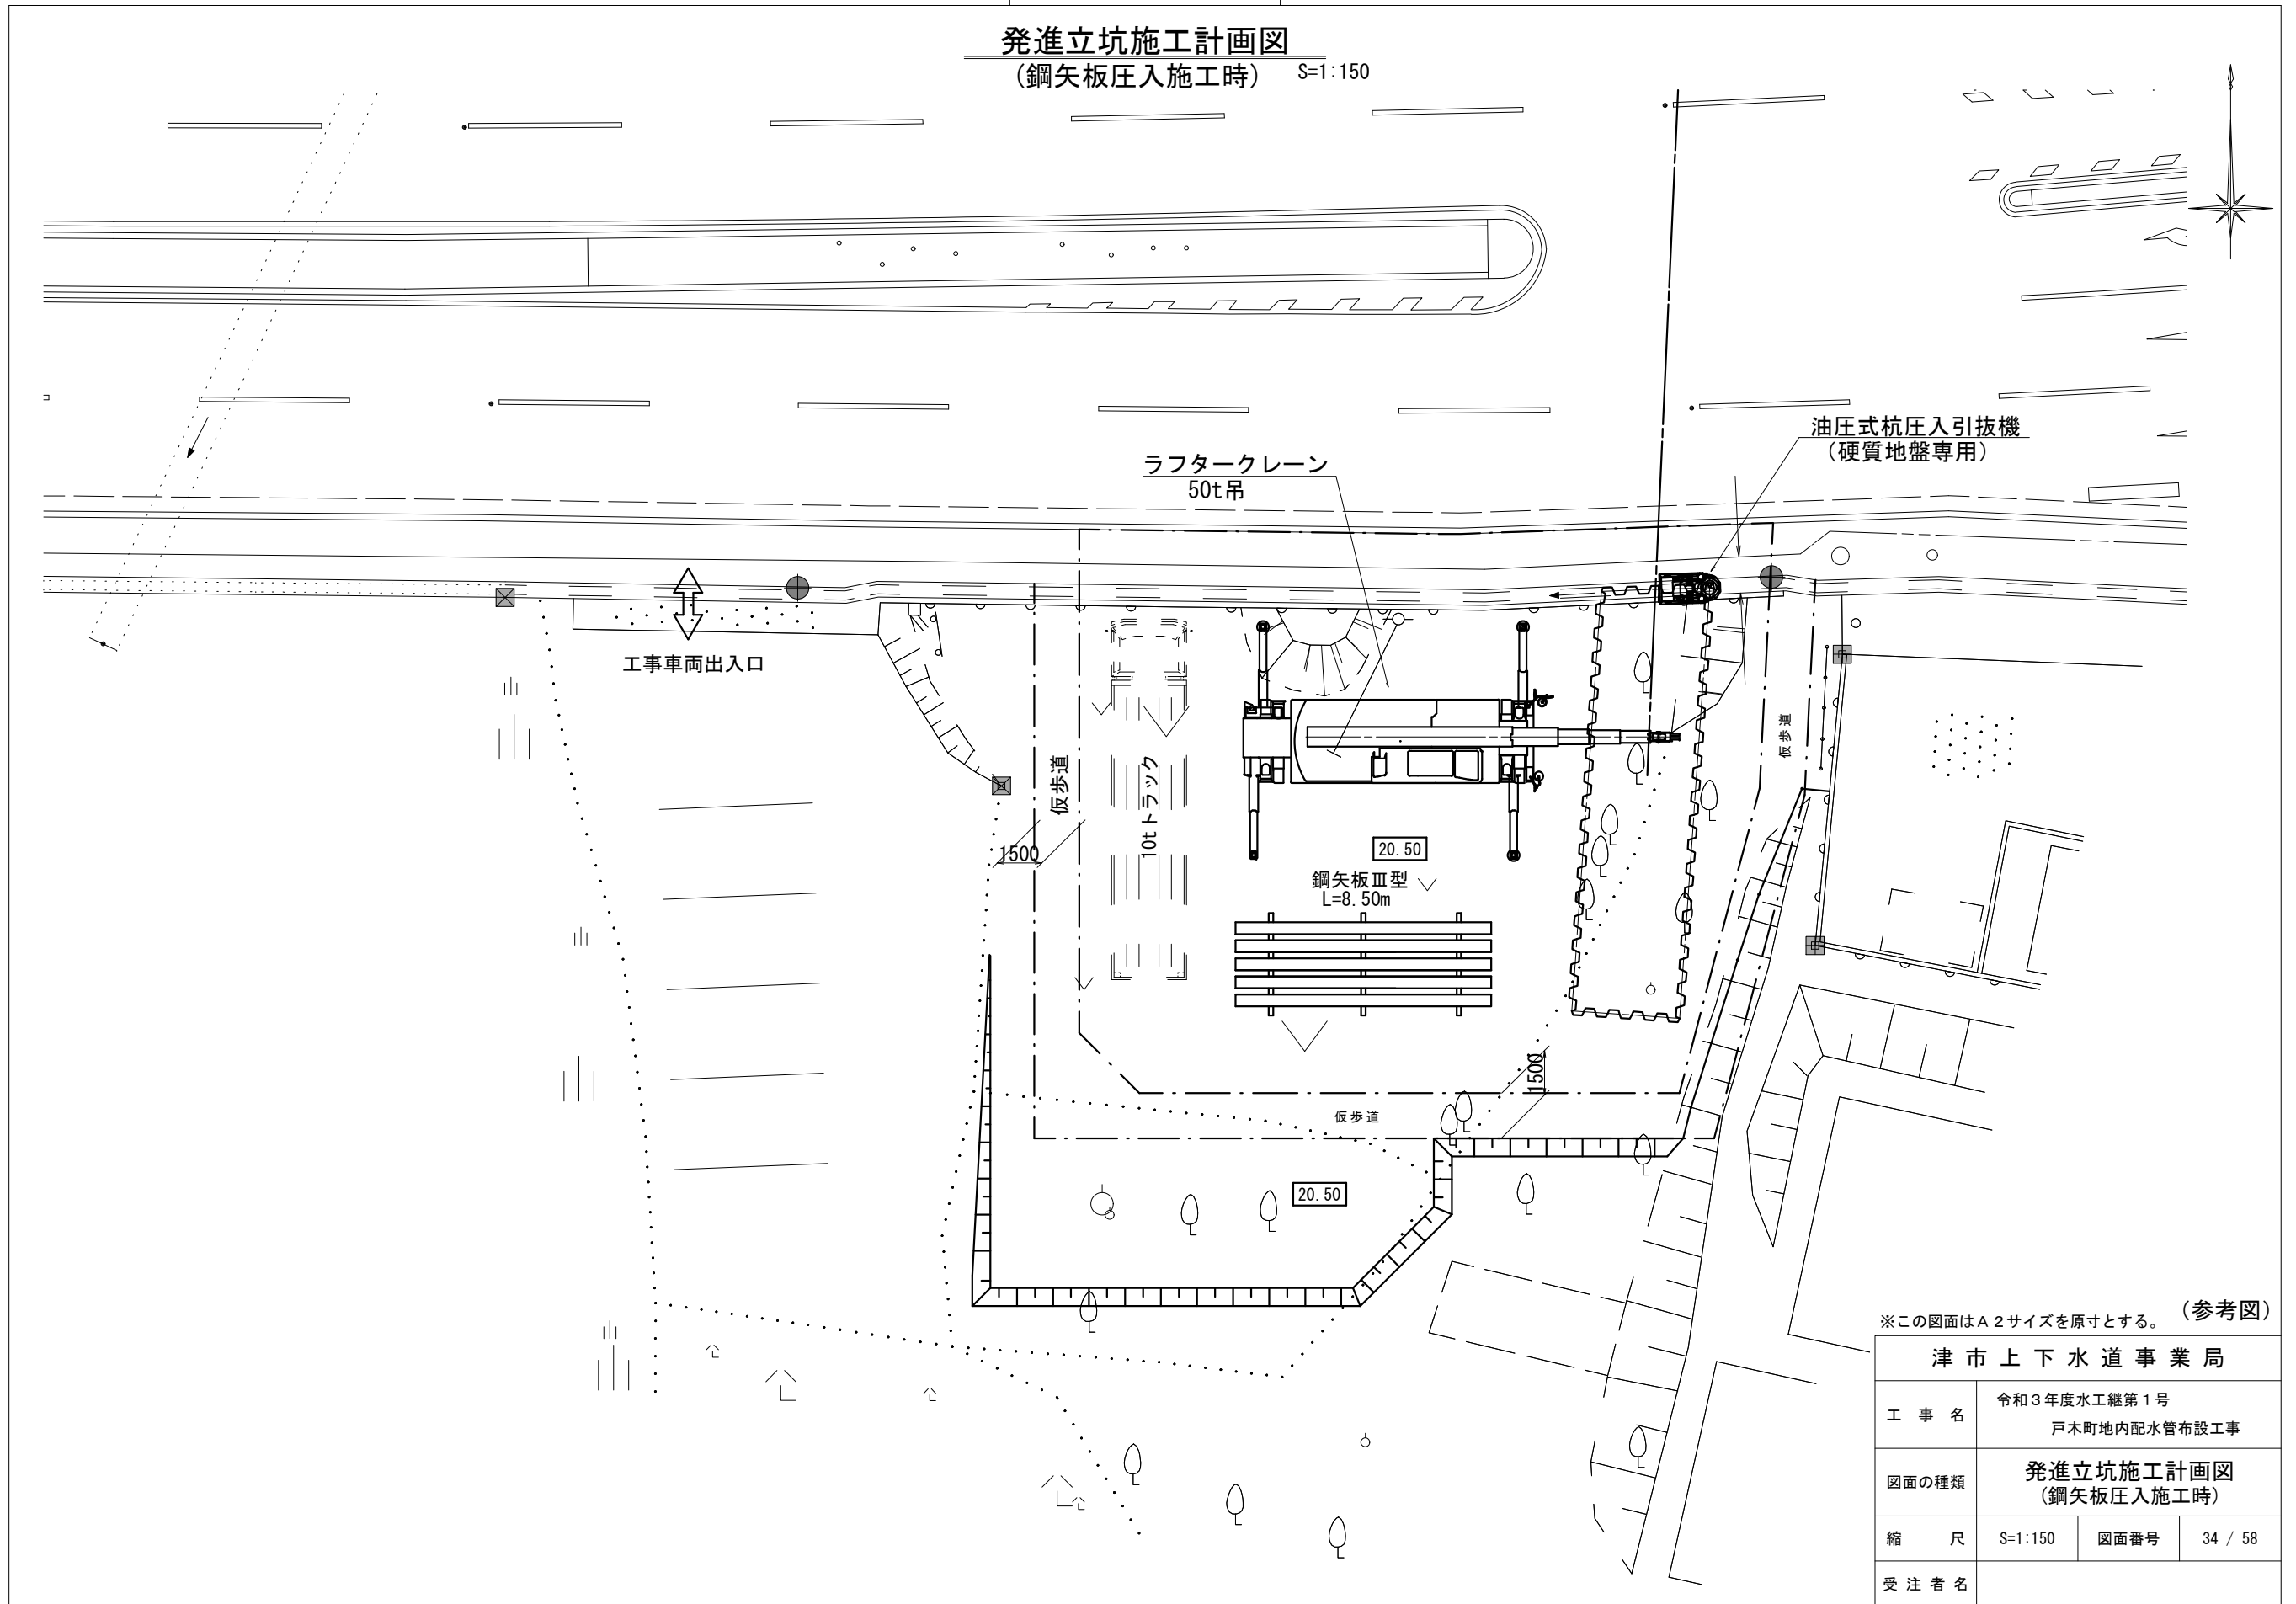 発進立坑施工計画図
(鋼矢板圧入施工時) S=1:150
油圧式杭圧入引抜機
(硬質地盤専用)
ラフタークレーン
50t吊
工事車両出入口
仮歩道
10tトラック
仮歩道
1500
20.50
鋼矢板Ⅲ型
L=8.50m
1500
仮歩道
20.50
※この図面はA2サイズを原寸とする。 (参考図)
津市上下水道事業局
工事名 令和3年度水工継第1号
戸木町地内配水管布設工事
図面の種類 発進立坑施工計画図
(鋼矢板圧入施工時)
縮尺 S=1:150 図面番号 34 / 58
受注者名